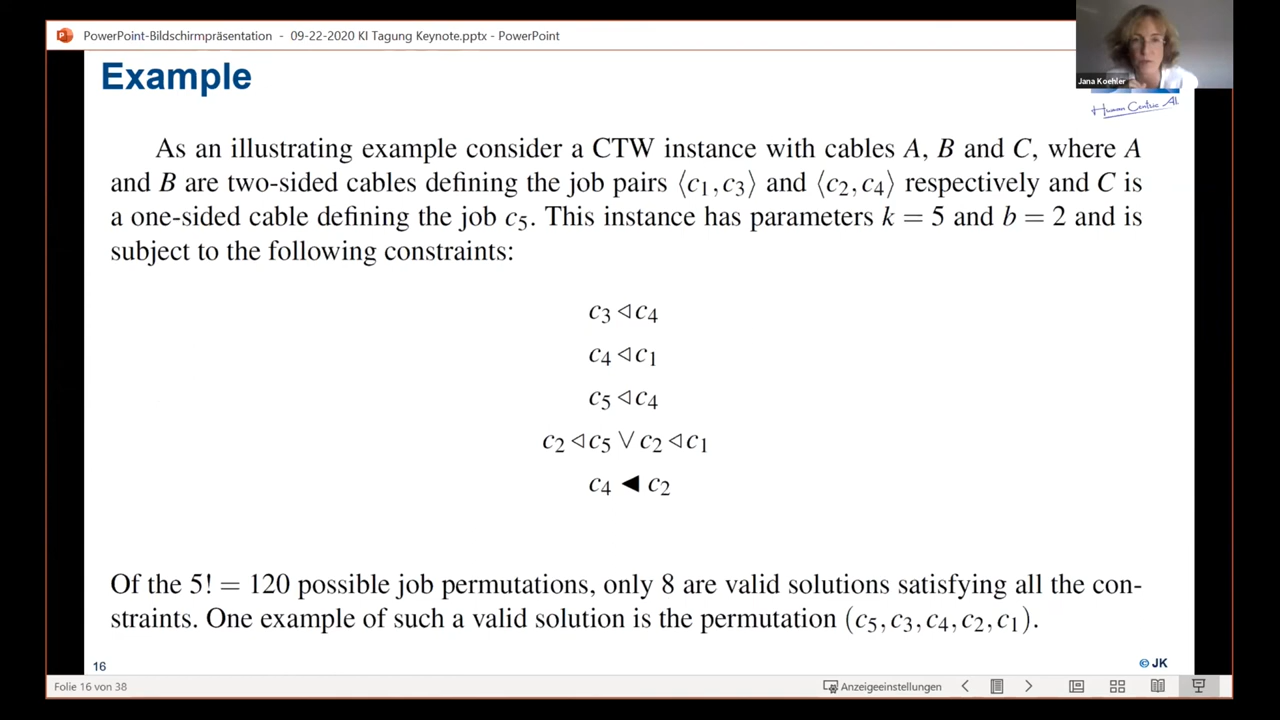 PowerPoint-Bildschirmpräsentation - 09-22-2020 KI Tagung Keynote.pptx - PowerPoint
Jana Koehler
Example
Human Centric AI
As an illustrating example consider a CTW instance with cables A, B and C, where A
and B are two-sided cables defining the job pairs ⟨c₁,c₃⟩ and ⟨c₂,c₄⟩ respectively and C is
a one-sided cable defining the job c₅. This instance has parameters k = 5 and b = 2 and is
subject to the following constraints:
c₃ ◁ c₄
c₄ ◁ c₁
c₅ ◁ c₄
c₂ ◁ c₅ ∨ c₂ ◁ c₁
c₄ ◀ c₂
Of the 5! = 120 possible job permutations, only 8 are valid solutions satisfying all the con-
straints. One example of such a valid solution is the permutation (c₅,c₃,c₄,c₂,c₁).
16
© JK
Folie 16 von 38
Anzeigeeinstellungen